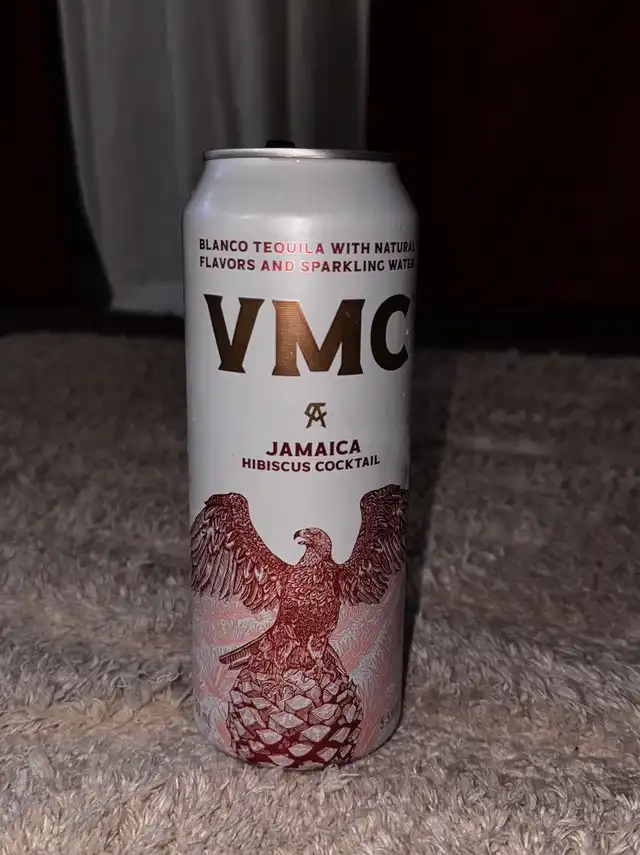 BLANCO TEQUILA WITH NATURAL
FLAVORS AND SPARKLING WATER
VMC
JAMAICA
HIBISCUS COCKTAIL